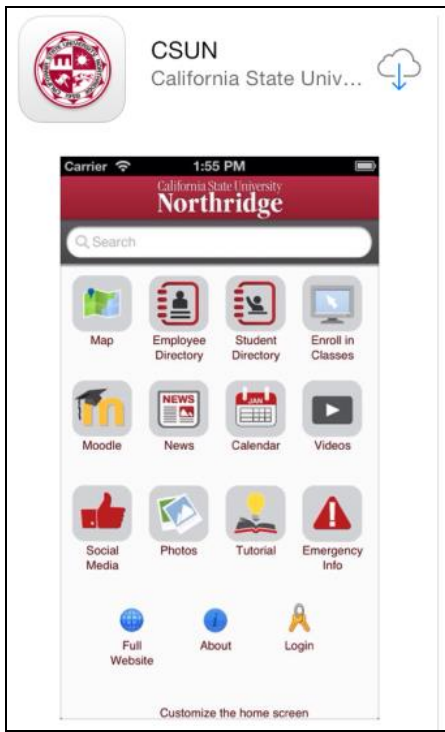 CSUN
California State Univ...
Carrier 1:55 PM
California State University
Northridge
Search
Map Employee Directory Student Directory Enroll in Classes
NEWS JAN
Moodle News Calendar Videos
Social Media Photos Tutorial Emergency Info
Full Website About Login
Customize the home screen